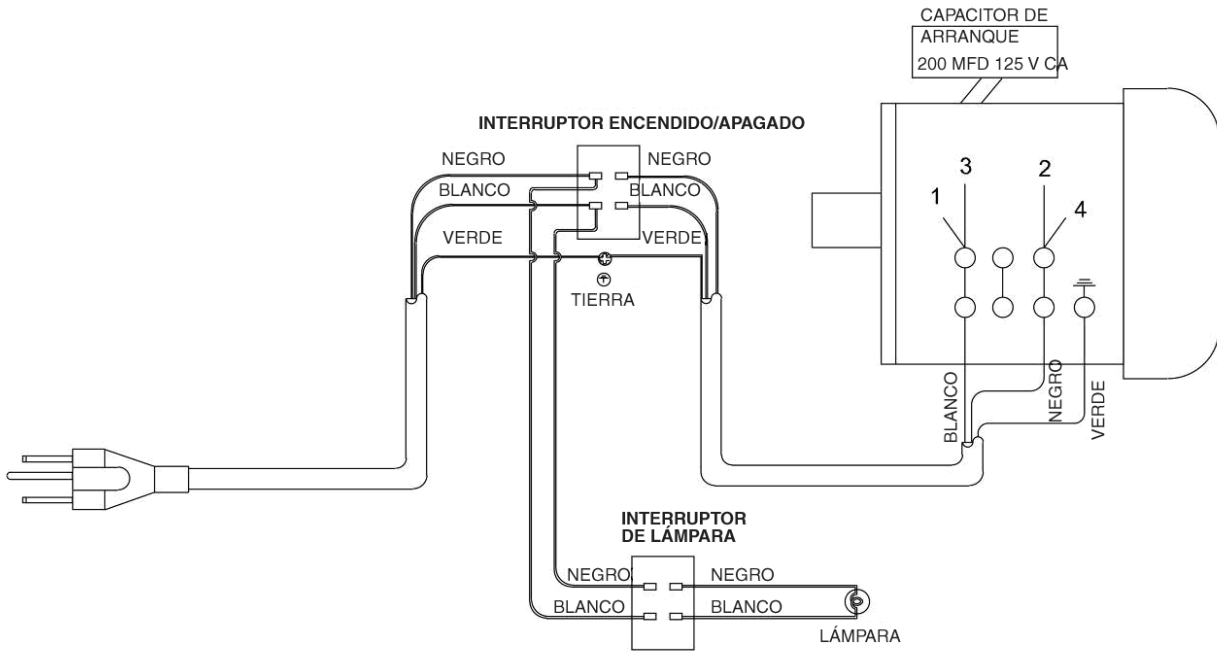 CAPACITOR DE
ARRANQUE
200 MFD 125 V CA
INTERRUPTOR ENCENDIDO/APAGADO
NEGRO
NEGRO
BLANCO
BLANCO
VERDE
VERDE
TIERRA
3
2
1
4
BLANCO
NEGRO
VERDE
INTERRUPTOR
DE LÁMPARA
NEGRO
NEGRO
BLANCO
BLANCO
LÁMPARA